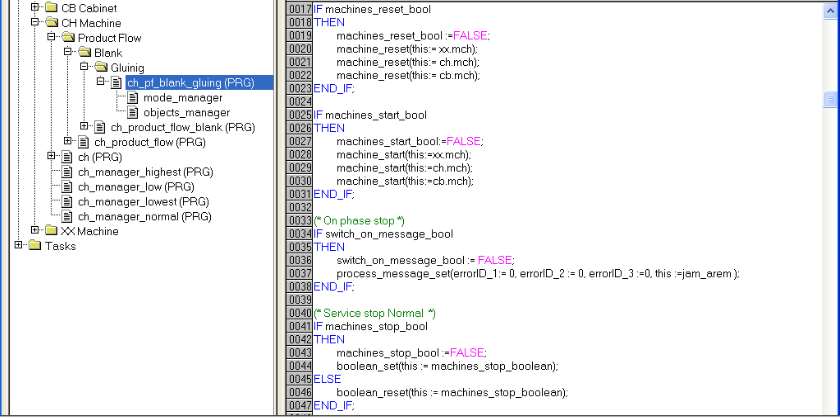 CB Cabinet
CH Machine
Product Flow
Blank
Gluinig
ch_pf_blank_gluing (PRG)
mode_manager
objects_manager
ch_product_flow_blank (PRG)
ch_product_flow (PRG)
ch (PRG)
ch_manager_highest (PRG)
ch_manager_low (PRG)
ch_manager_lowest (PRG)
ch_manager_normal (PRG)
XX Machine
Tasks
0017 IF machines_reset_bool
0018 THEN
0019 machines_reset_bool :=FALSE;
0020 machine_reset(this:= xx.mch);
0021 machine_reset(this:= ch.mch);
0022 machine_reset(this:= cb.mch);
0023 END_IF;
0024
0025 IF machines_start_bool
0026 THEN
0027 machines_start_bool:=FALSE;
0028 machine_start(this:=xx.mch);
0029 machine_start(this:=ch.mch);
0030 machine_start(this:=cb.mch);
0031 END_IF;
0032
0033 (* On phase stop *)
0034 IF switch_on_message_bool
0035 THEN
0036 switch_on_message_bool := FALSE;
0037 process_message_set(errorID_1:= 0, errorID_2 := 0, errorID_3 :=0, this :=jam_arem );
0038 END_IF;
0039
0040 (* Service stop Normal *)
0041 IF machines_stop_bool
0042 THEN
0043 machines_stop_bool :=FALSE;
0044 boolean_set(this := machines_stop_boolean);
0045 ELSE
0046 boolean_reset(this := machines_stop_boolean);
0047 END_IF;